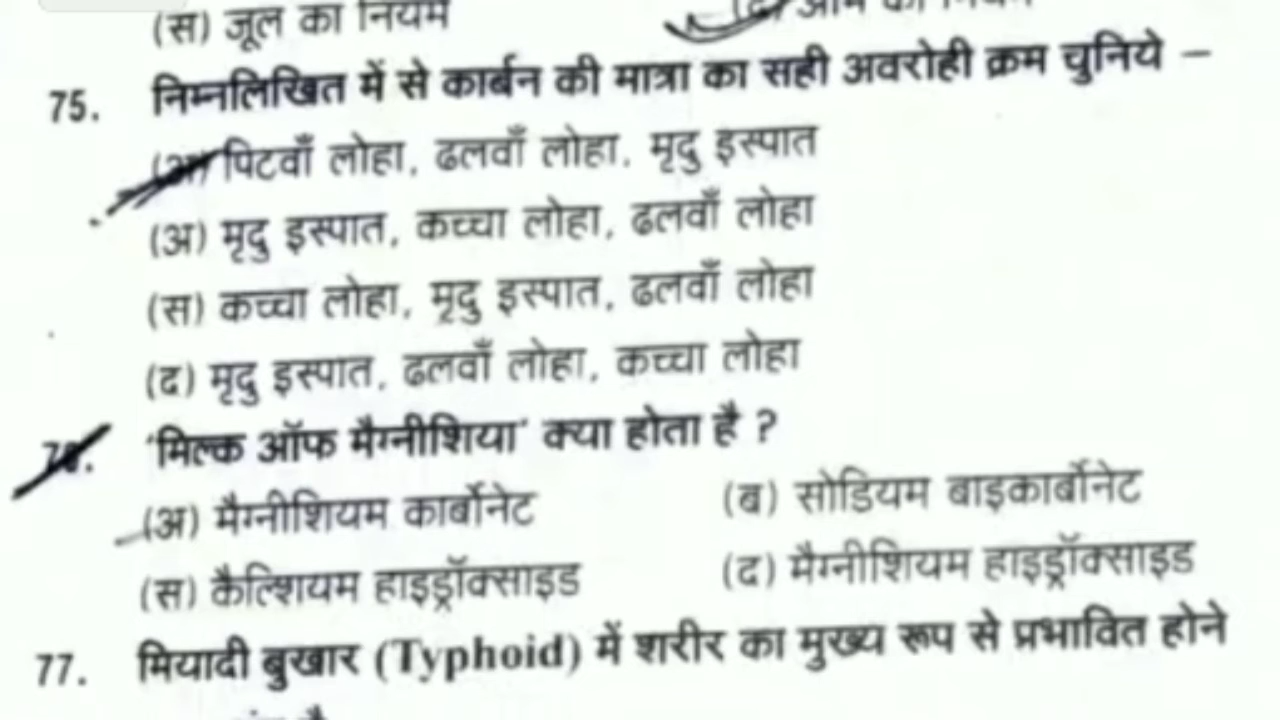 (स) जूल का नियम
75. निम्नलिखित में से कार्बन की मात्रा का सही अवरोही क्रम चुनिये –
(अ) पिटवाँ लोहा, ढलवाँ लोहा, मृदु इस्पात
(अ) मृदु इस्पात, कच्चा लोहा, ढलवाँ लोहा
(स) कच्चा लोहा, मृदु इस्पात, ढलवाँ लोहा
(द) मृदु इस्पात, ढलवाँ लोहा, कच्चा लोहा
76. 'मिल्क ऑफ मैग्नीशिया' क्या होता है ?
(अ) मैग्नीशियम कार्बोनेट (ब) सोडियम बाइकार्बोनेट
(स) कैल्शियम हाइड्रॉक्साइड (द) मैग्नीशियम हाइड्रॉक्साइड
77. मियादी बुखार (Typhoid) में शरीर का मुख्य रूप से प्रभावित होने